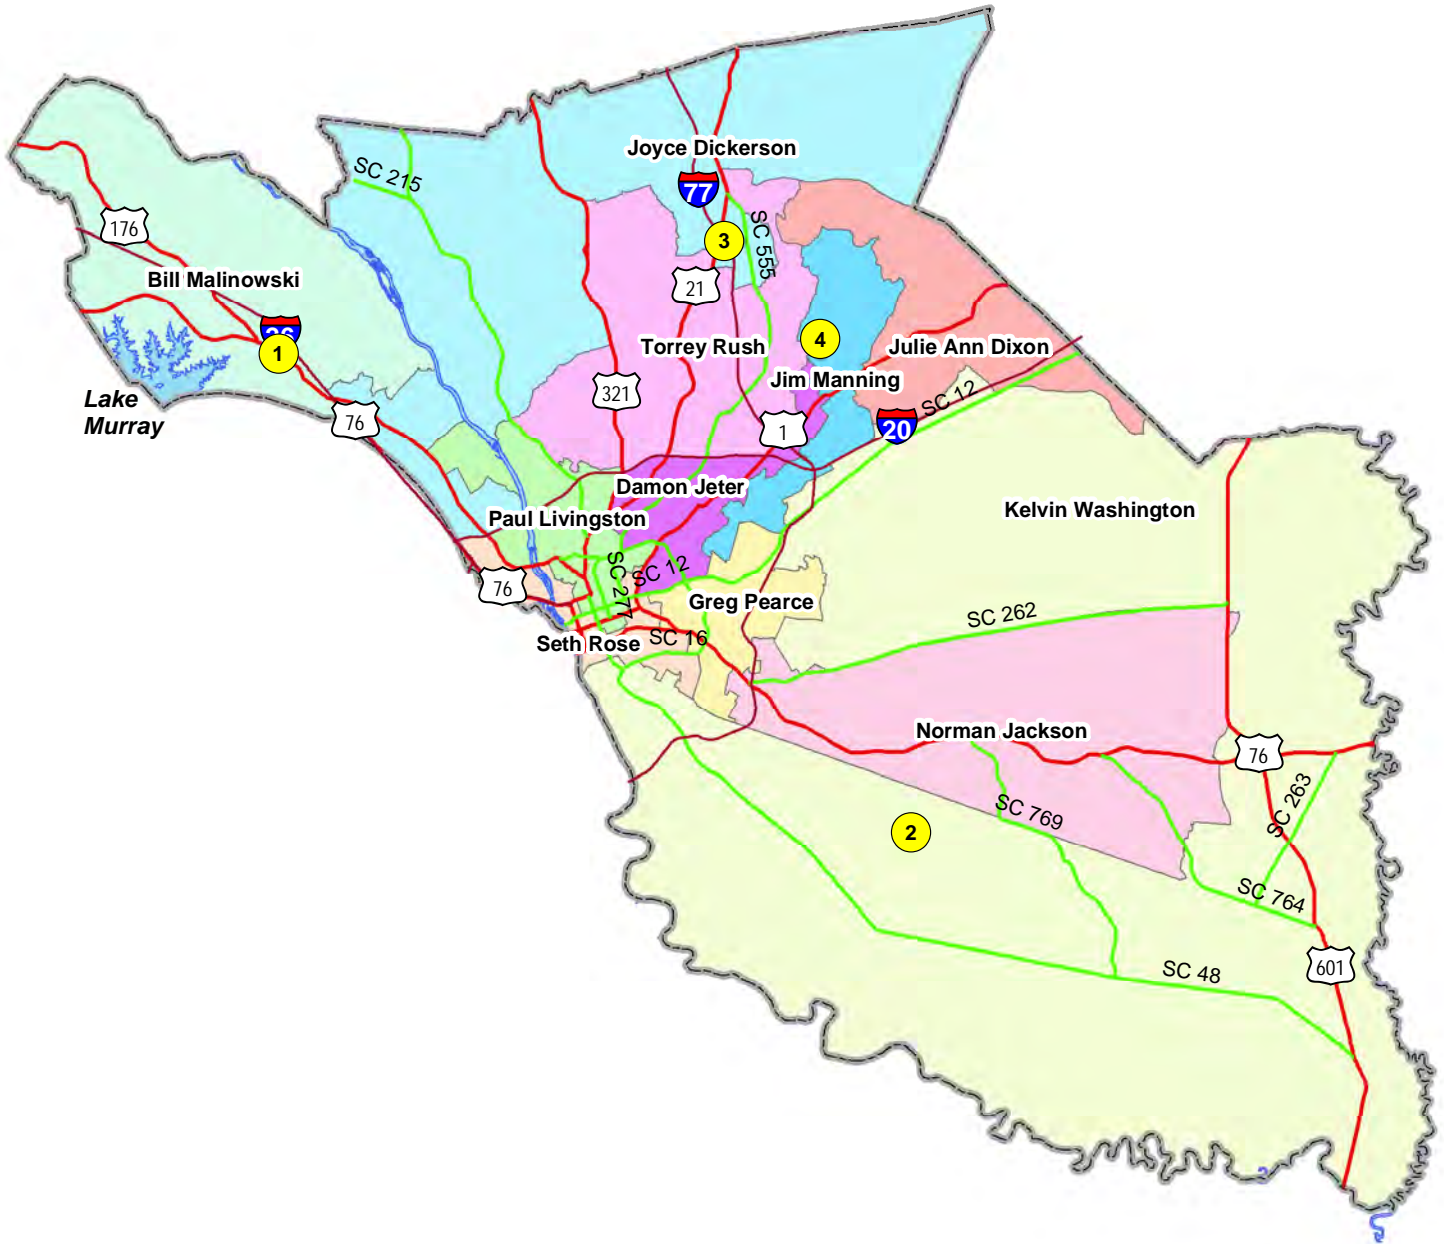 Joyce Dickerson
SC 215
77
176
SC 555
3
Bill Malinowski
21
26
1
4
Torrey Rush
Julie Ann Dixon
Jim Manning
321
SC 12
Lake
Murray
76
1
20
Damon Jeter
Kelvin Washington
Paul Livingston
SC 277
SC 12
76
Greg Pearce
SC 262
Seth Rose
SC 16
Norman Jackson
76
SC 263
SC 769
2
SC 764
601
SC 48